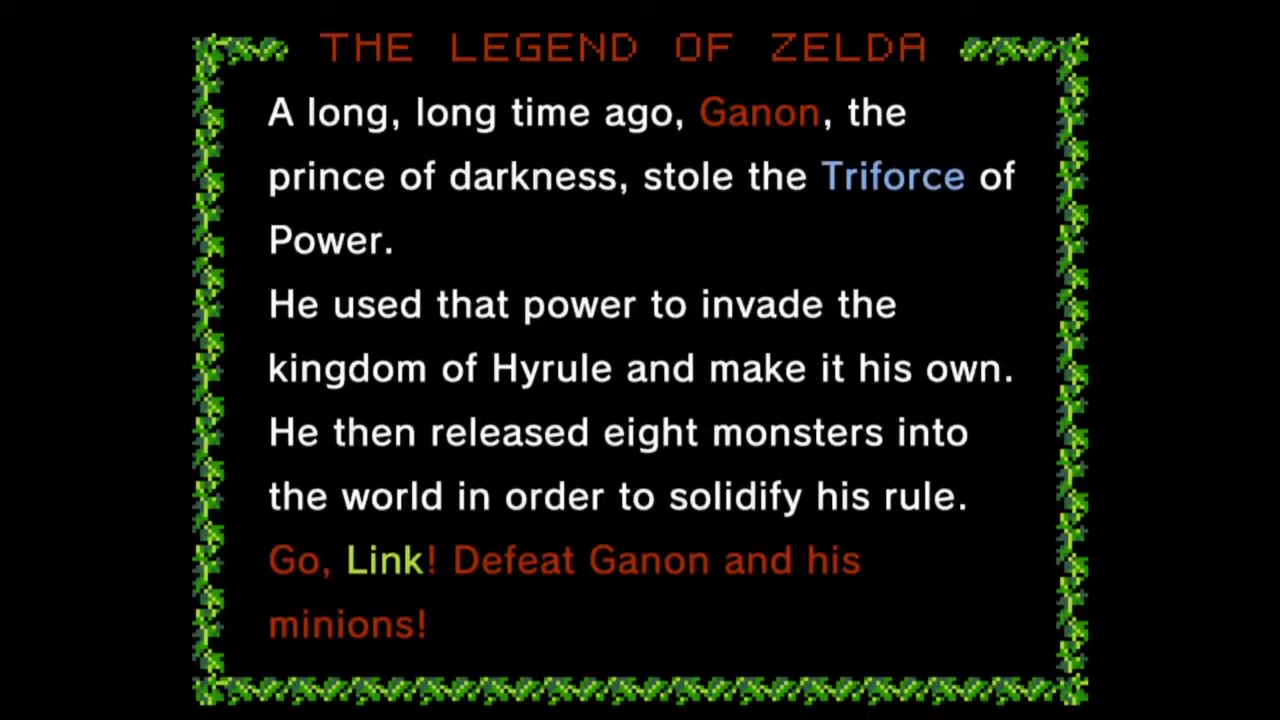 THE LEGEND OF ZELDA
A long, long time ago, Ganon, the
prince of darkness, stole the Triforce of
Power.
He used that power to invade the
kingdom of Hyrule and make it his own.
He then released eight monsters into
the world in order to solidify his rule.
Go, Link! Defeat Ganon and his
minions!